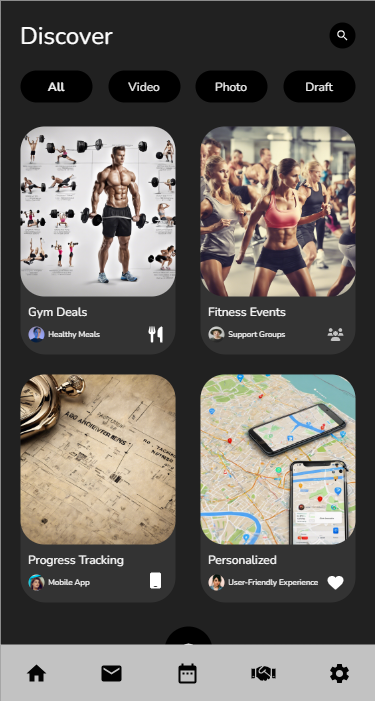 Discover
All
Video
Photo
Draft
Gym Deals
Healthy Meals
Fitness Events
Support Groups
Progress Tracking
Mobile App
Personalized
User-Friendly Experience